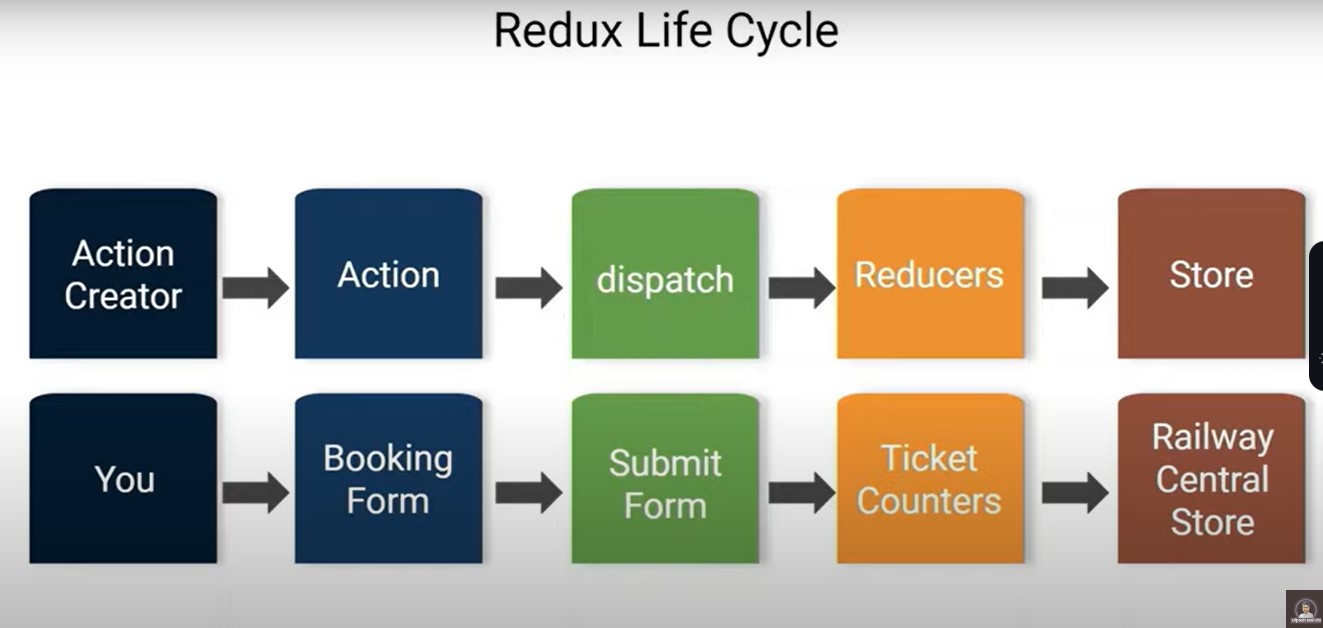 Redux Life Cycle
Action
Creator
Action
dispatch
Reducers
Store
You
Booking
Form
Submit
Form
Ticket
Counters
Railway
Central
Store